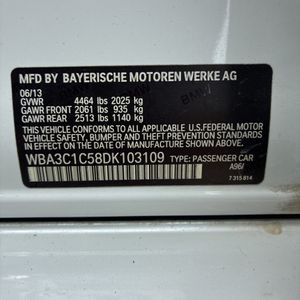 MFD BY BAYERISCHE MOTOREN WERKE AG
06/13
GVWR 4464 lbs 2025 kg
GAWR FRONT 2061 lbs 935 kg
GAWR REAR 2513 lbs 1140 kg
THIS VEHICLE CONFORMS TO ALL APPLICABLE U.S.FEDERAL MOTOR
VEHICLE SAFETY, BUMPER AND THEFT PREVENTION STANDARDS
IN EFFECT ON THE DATE OF MANUFACTURE SHOWN ABOVE.
WBA3C1C58DK103109 TYPE: PASSENGER CAR
A96/
7 315 814